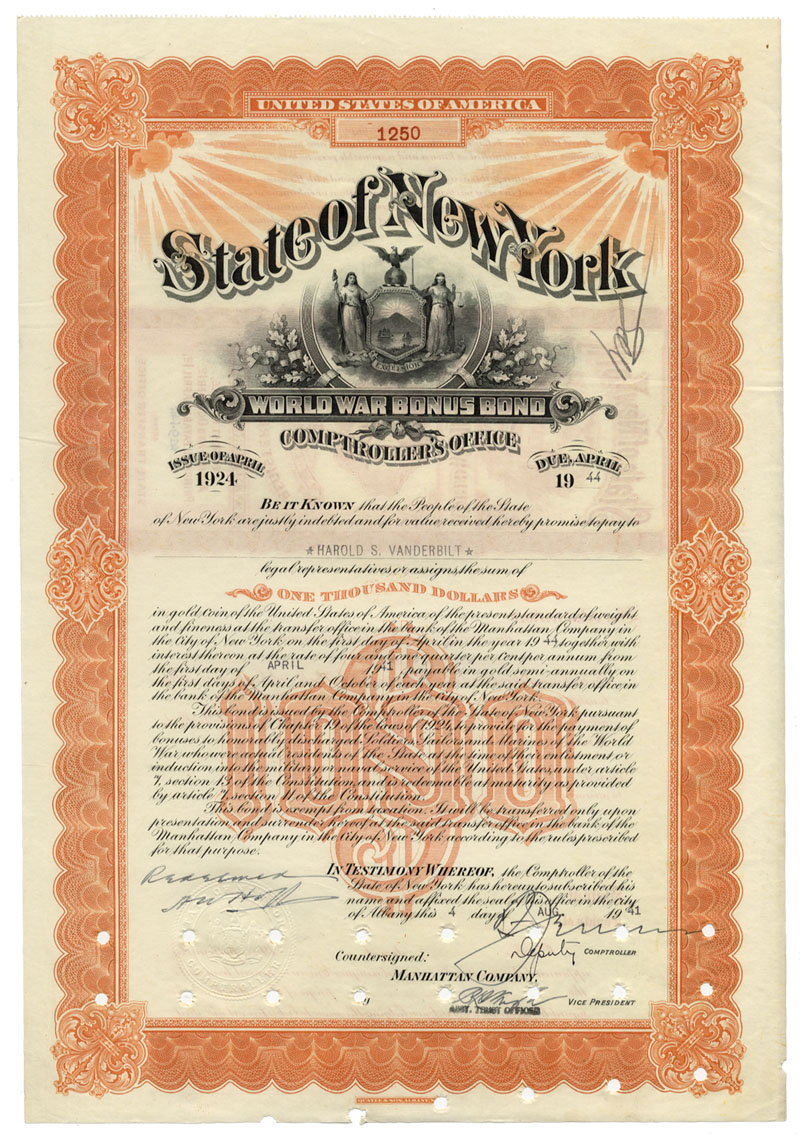 UNITED STATES OF AMERICA
1250
State of New York
EXCELSIOR
WORLD WAR BONUS BOND
COMPTROLLER'S OFFICE
ISSUE OF APRIL
1924
DUE, APRIL
19 44
BE IT KNOWN that the People of the State
of New York are justly indebted and for value received hereby promise to pay to
* HAROLD S. VANDERBILT *
legal representatives or assigns, the sum of
ONE THOUSAND DOLLARS
in gold coin of the United States of America, of the present standard of weight
and fineness at the transfer office in the bank of the Manhattan Company in
the City of New York on the first day of April in the year 19 44 together with
interest thereon at the rate of four and one quarter per cent per annum from
the first day of APRIL 1941 payable in gold semi-annually on
the first days of April and October of each year at the said transfer office in
the bank of the Manhattan Company in the City of New York.
This bond is issued by the Comptroller of the State of New York pursuant
to the provisions of Chapter 19 of the laws of 1924, to provide for the payment of
bonuses to honorably discharged Soldiers, Sailors and Marines of the World
War who were actual residents of the State at the time of their enlistment or
induction into the military or naval service of the United States, under article
7, section 13 of the Constitution and is redeemable at maturity as provided
by article 7, section 11 of said Constitution.
This bond is exempt from taxation. It will be transferred only upon
presentation and surrender hereof at the said transfer office in the bank of the
Manhattan Company in the City of New York according to the rules prescribed
for that purpose.
1000
IN TESTIMONY WHEREOF, the Comptroller of the
State of New York has hereunto subscribed his
name and affixed the seal of his office in the city
of Albany this 4 day of AUG. 1941
Redeemed
Deputy COMPTROLLER
Countersigned:
MANHATTAN COMPANY,
VICE PRESIDENT
ASST. TRUST OFFICER